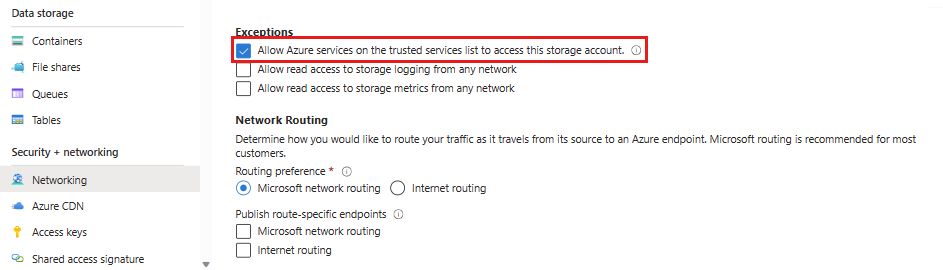 Data storage
Containers
File shares
Queues
Tables
Security + networking
Networking
Azure CDN
Access keys
Shared access signature
Exceptions
Allow Azure services on the trusted services list to access this storage account.
Allow read access to storage logging from any network
Allow read access to storage metrics from any network
Network Routing
Determine how you would like to route your traffic as it travels from its source to an Azure endpoint. Microsoft routing is recommended for most
customers.
Routing preference *
Microsoft network routing Internet routing
Publish route-specific endpoints
Microsoft network routing
Internet routing